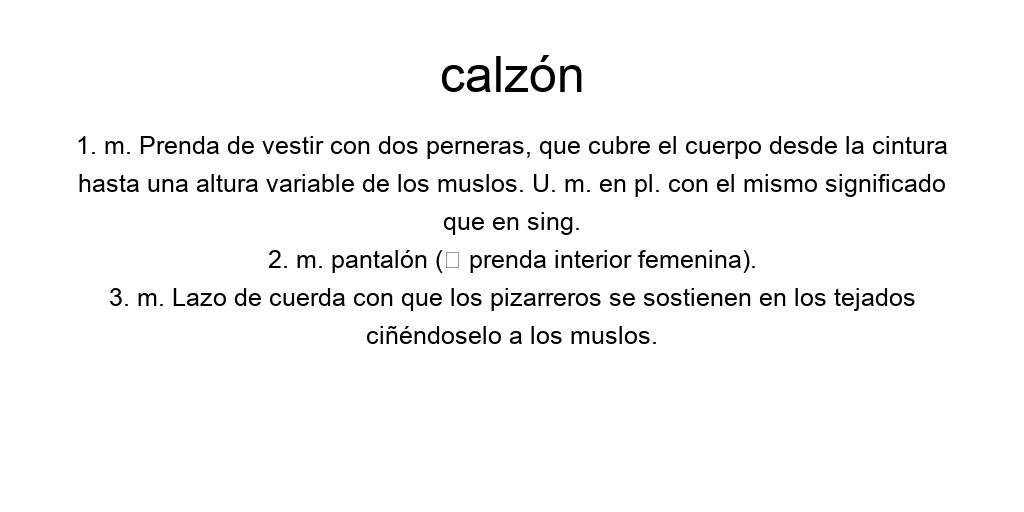 calzón
1. m. Prenda de vestir con dos perneras, que cubre el cuerpo desde la cintura
hasta una altura variable de los muslos. U. m. en pl. con el mismo significado
que en sing.
2. m. pantalón (□ prenda interior femenina).
3. m. Lazo de cuerda con que los pizarreros se sostienen en los tejados
ciñéndoselo a los muslos.